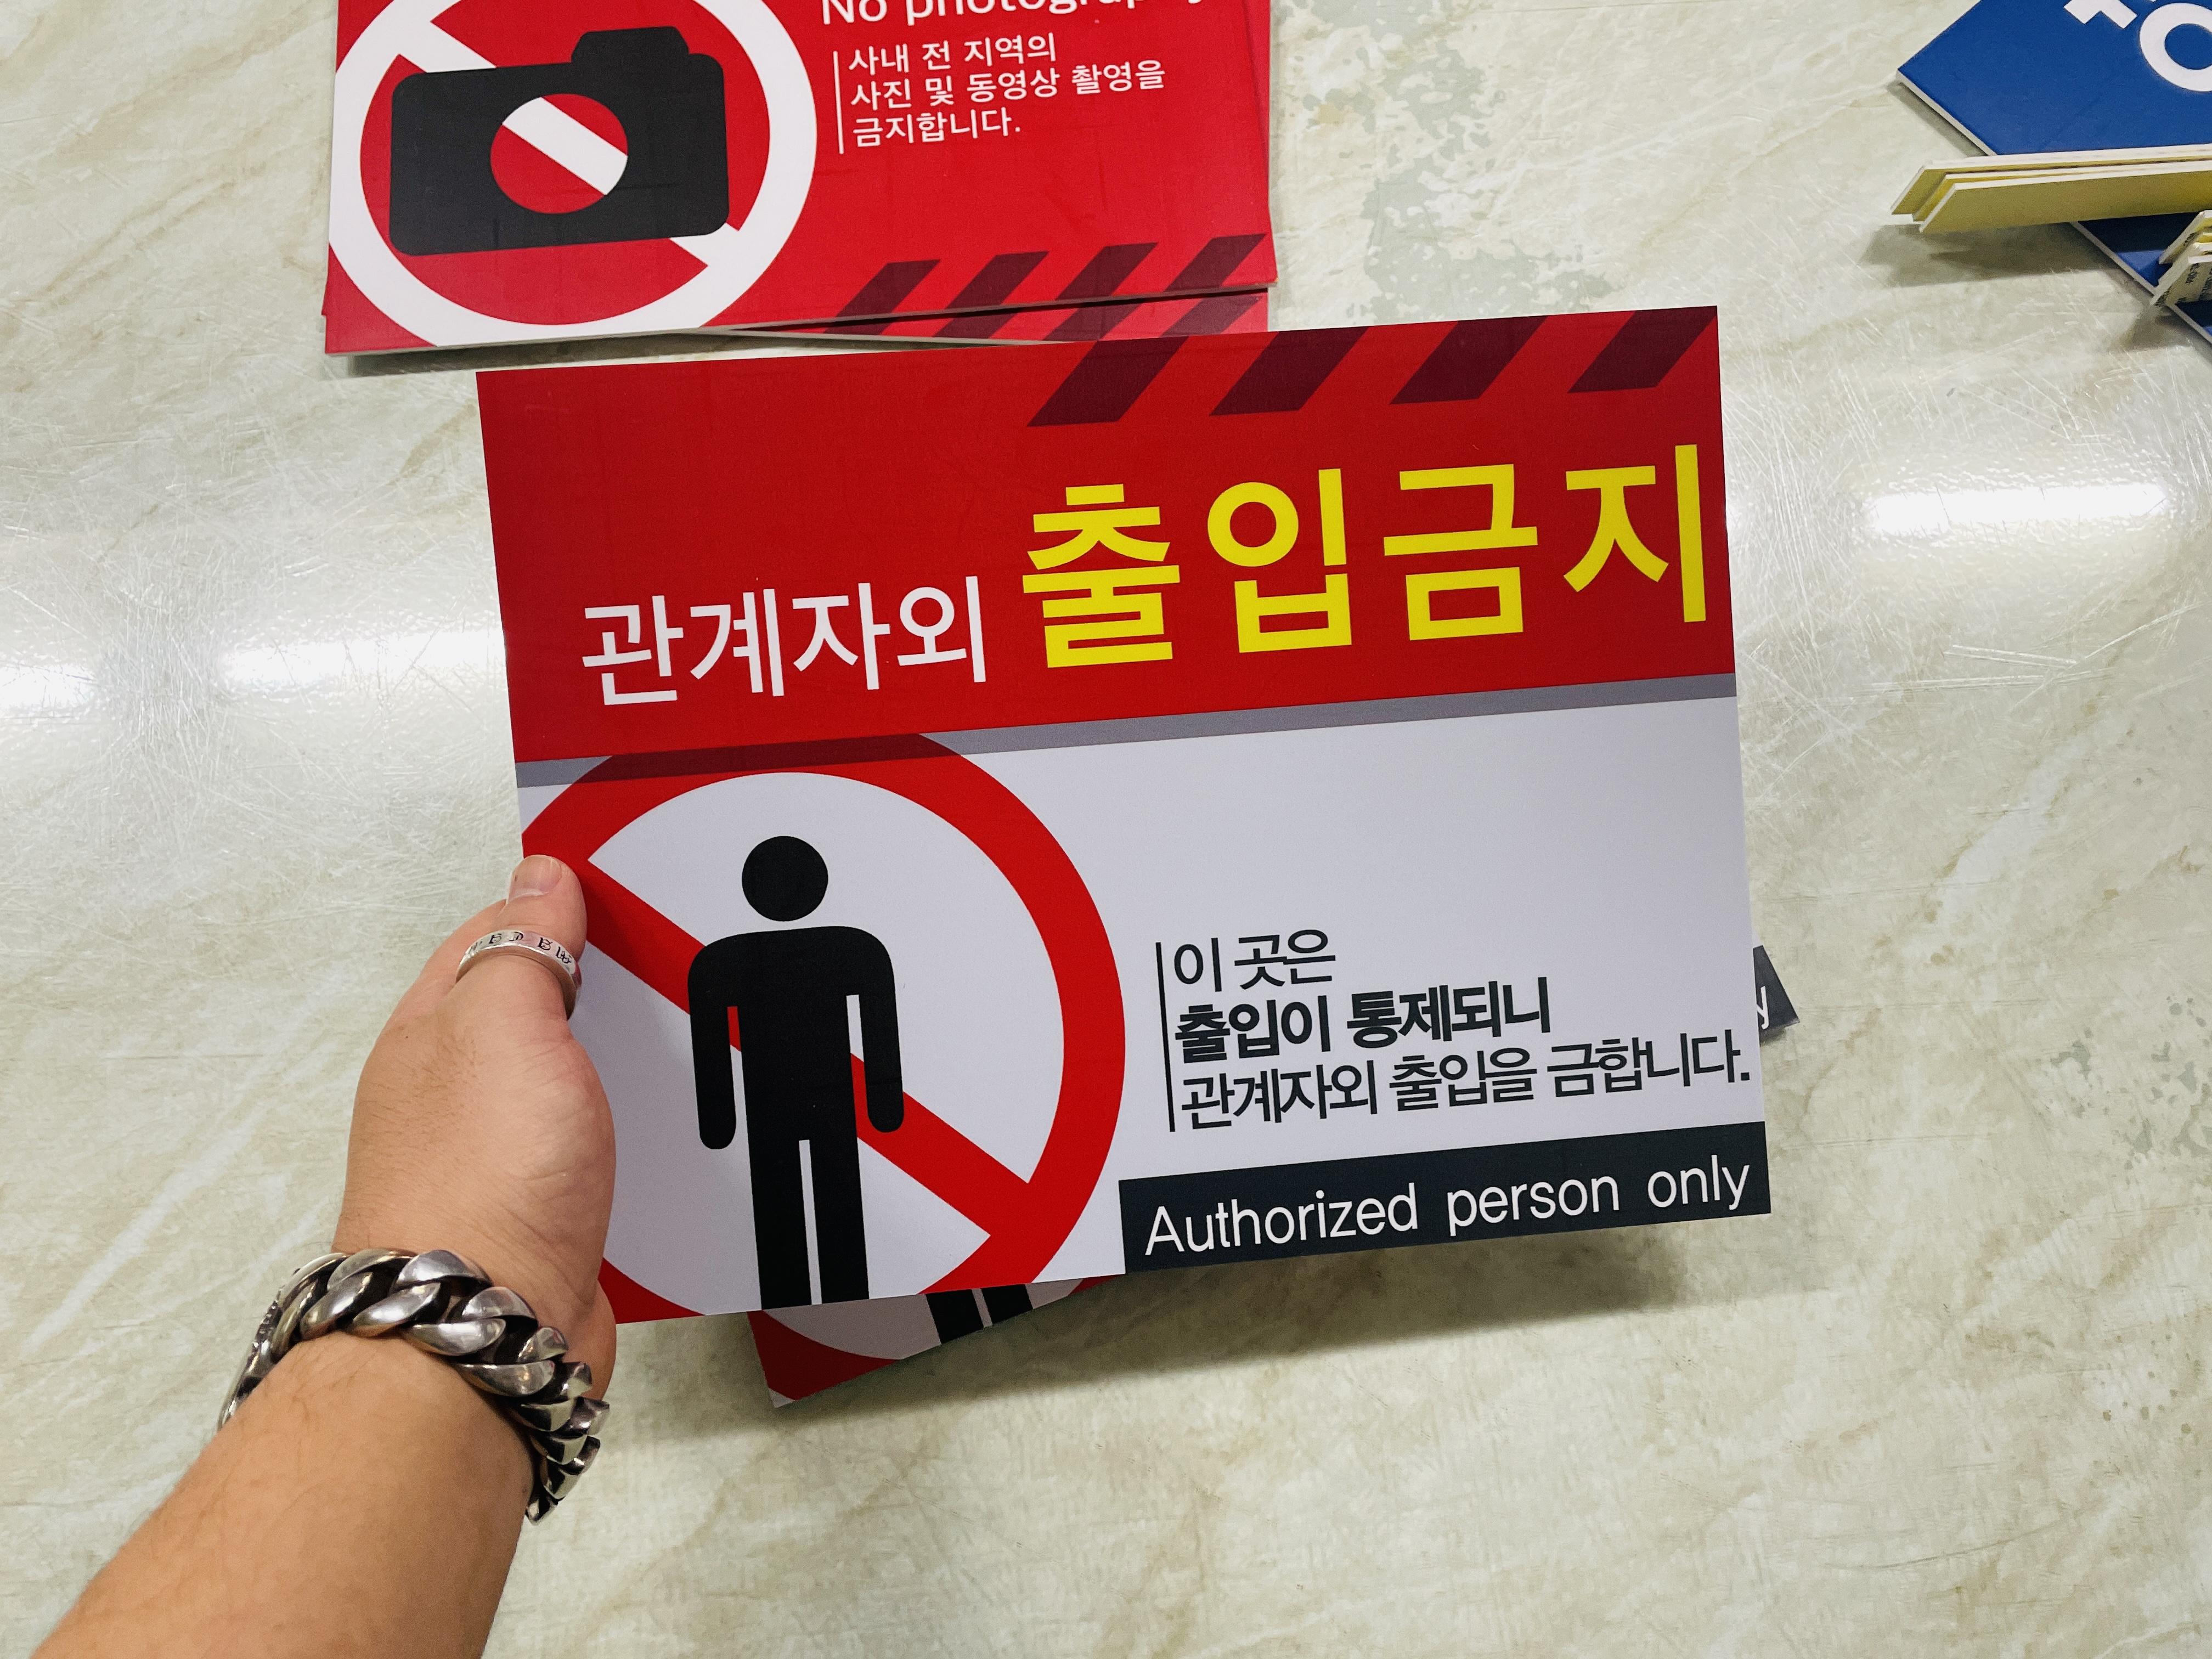 No photography
사내 전 지역의
사진 및 동영상 촬영을
금지합니다.
관계자외 출입금지
이 곳은
출입이 통제되니
관계자외 출입을 금합니다.
Authorized person only
y